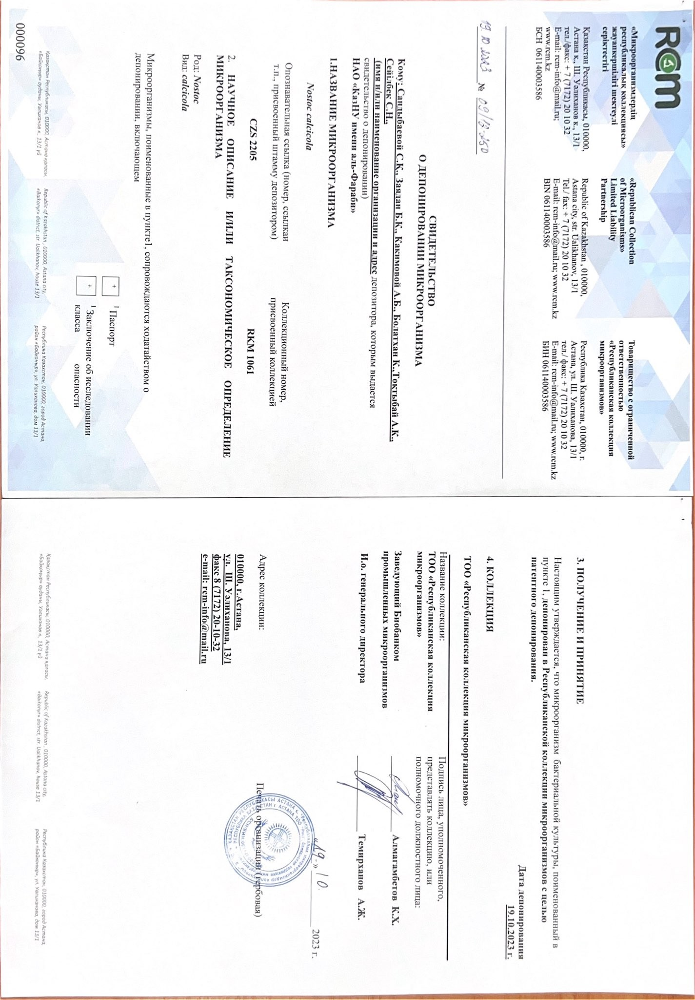 RCM
«Микроорганизмдердің
республикалық коллекциясы»
жауапкершілігі шектеулі
серіктестігі
Қазақстан Республикасы, 010000,
Астана қ., Ш. Уәлиханов к., 13/1
тел./факс: + 7 (7172) 20 10 32
E-mail: rcm-info@mail.ru;
www.rcm.kz
БСН 061140003586
«Republican Collection
of Microorganisms»
Limited Liability
Partnership
Republic of Kazakhstan , 010000,
Astana city, str. Ualikhanov, 13/1
Tel./ fax: + 7 (7172) 20 10 32
E-mail: rcm-info@mail.ru; www.rcm.kz
BIN 061140003586
Товарищество с ограниченной
ответственностью
«Республиканская коллекция
микроорганизмов»
Республика Казахстан, 010000, г.
Астана, ул. Ш. Уалиханова, 13/1
тел./ факс: + 7 (7172) 20 10 32
E-mail: rcm-info@mail.ru; www.rcm.kz
БИН 061140003586
19. 10 2023 № 09/13-250
СВИДЕТЕЛЬСТВО
О ДЕПОНИРОВАНИИ МИКРООРГАНИЗМА
Кому: Сандыбаевой С.К., Заядан Б.К., Какимовой А.Б., Болатхан К.,Токтыбай А.К.,
Сейілбек С.Н.,
(имя и/или наименование организации и адрес депозитора, которым выдается
свидетельство о депонировании)
НАО «КазНУ имени аль-Фараби»
1.НАЗВАНИЕ МИКРООРГАНИЗМА
Nostoc calcicola
Опознавательная ссылка (номер, ссылкаи
т.п., присвоенный штамму депозитором)
Коллекционный номер,
присвоенный коллекцией
CZS 2205
RKM 1061
2. НАУЧНОЕ ОПИСАНИЕ И/ИЛИ ТАКСОНОМИЧЕСКОЕ ОПРЕДЕЛЕНИЕ
МИКРООРГАНИЗМА
Род: Nostoc
Вид: calcicola
Микроорганизмы, поименованные в пункте1, сопровождаются ходатайством о
депонировании, включающем
+
¹ Паспорт
+
¹ Заключение об исследовании
класса опасности
Қазақстан Республикасы, 010000, Астана қаласы,
«Байқоңыр» ауданы, Уәлиханов к., 13/1 үй
Republic of Kazakhstan , 010000, Astana city,
«Baikonyr» district, str. Ualikhanov, house 13/1
Республика Казахстан, 010000, город Астана,
район «Байконыр», ул. Уалиханова, дом 13/1
000096
3. ПОЛУЧЕНИЕ И ПРИНЯТИЕ
Настоящим утверждается, что микроорганизм бактериальной культуры, поименованный в
пункте 1, депонирован в Республиканской коллекции микроорганизмов с целью
патентного депонирования.
Дата депонирования
19.10.2023 г.
4. КОЛЛЕКЦИЯ
ТОО «Республиканская коллекция микроорганизмов»
Название коллекции:
ТОО «Республиканская коллекция
микроорганизмов»
Подпись лица, уполномоченного,
представлять коллекцию, или
полномочного должностного лица:
Заведующий Биобанком
промышленных микроорганизмов
Алмагамбетов К.Х.
И.о. генерального директора
Темирханов А.Ж.
«19» 10. 2023 г.
Адрес коллекции:
Печать организации (гербовая)
010000, г.Астана,
ул. Ш. Уәлиханова, 13/1
факс 8 (7172) 20-10-32
e-mail: rcm-info@mail.ru
Қазақстан Республикасы, 010000, Астана қаласы,
«Байқоңыр» ауданы, Уәлиханов к., 13/1 үй
Republic of Kazakhstan , 010000, Astana city,
«Baikonyr» district, str. Ualikhanov, house 13/1
Республика Казахстан, 010000, город Астана,
район «Байконыр», ул. Уалиханова, дом 13/1